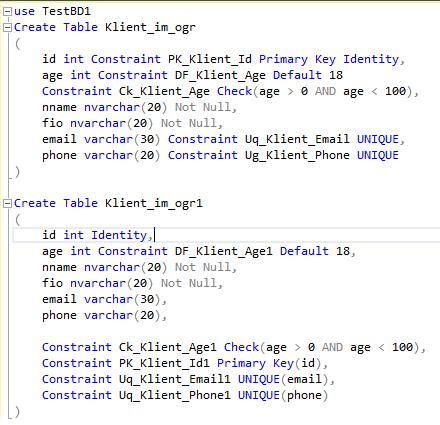 use TestBD1
Create Table Klient_im_ogr
(
id int Constraint PK_Klient_Id Primary Key Identity,
age int Constraint DF_Klient_Age Default 18
Constraint Ck_Klient_Age Check(age > 0 AND age < 100),
nname nvarchar(20) Not Null,
fio nvarchar(20) Not Null,
email varchar(30) Constraint Uq_Klient_Email UNIQUE,
phone varchar(20) Constraint Ug_Klient_Phone UNIQUE
)
Create Table Klient_im_ogr1
(
id int Identity,
age int Constraint DF_Klient_Age1 Default 18,
nname nvarchar(20) Not Null,
fio nvarchar(20) Not Null,
email varchar(30),
phone varchar(20),
Constraint Ck_Klient_Age1 Check(age > 0 AND age < 100),
Constraint PK_Klient_Id1 Primary Key(id),
Constraint Uq_Klient_Email1 UNIQUE(email),
Constraint Uq_Klient_Phone1 UNIQUE(phone)
)